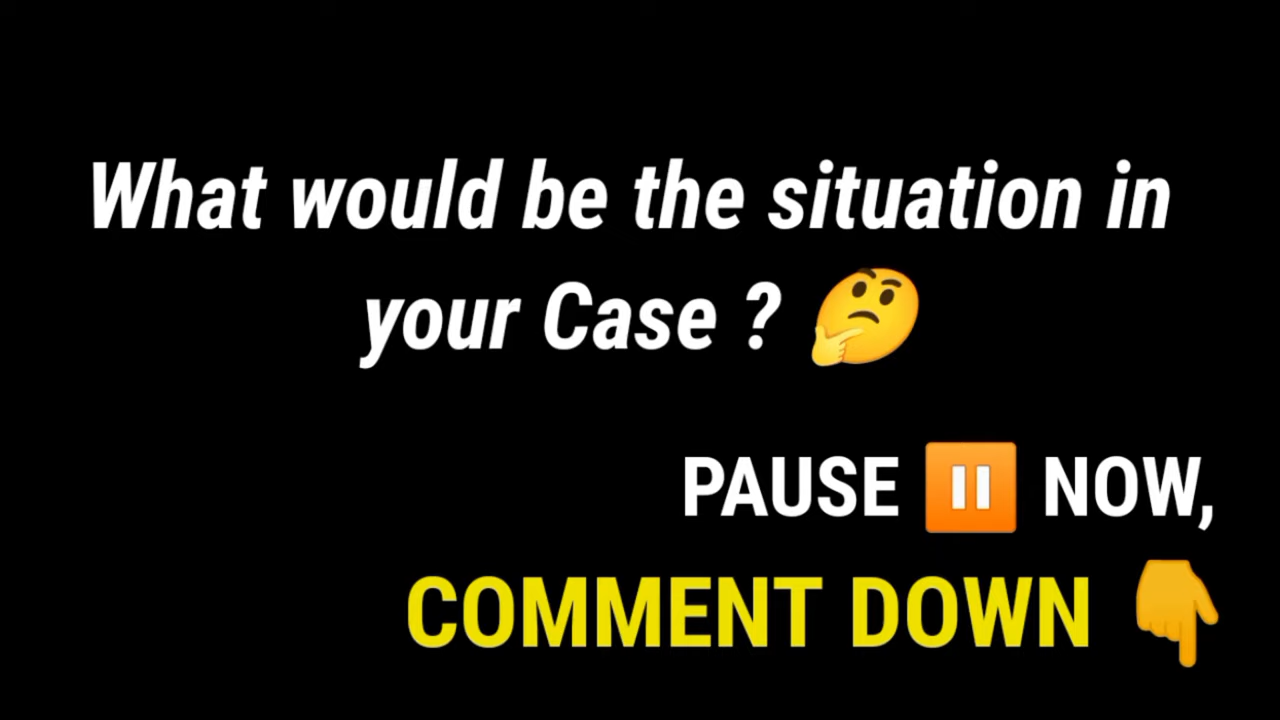 What would be the situation in
your Case ? 🤔
PAUSE ⏸️ NOW,
COMMENT DOWN 👇